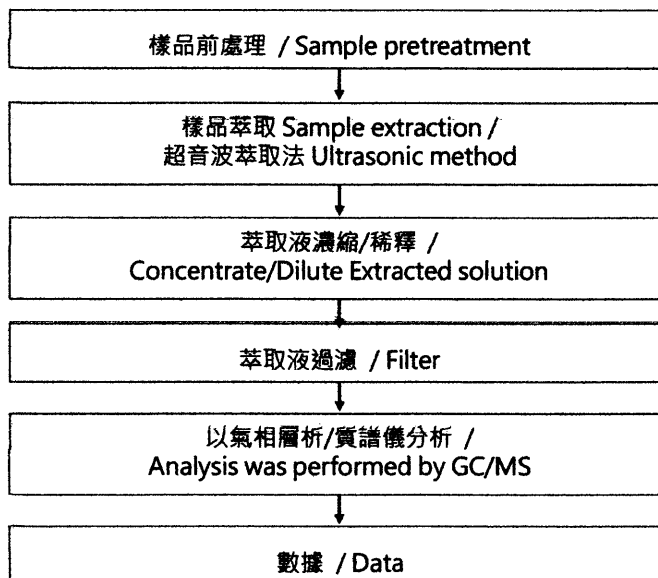 樣品前處理 / Sample pretreatment
樣品萃取 Sample extraction /
超音波萃取法 Ultrasonic method
萃取液濃縮/稀釋 /
Concentrate/Dilute Extracted solution
萃取液過濾 / Filter
以氣相層析/質譜儀分析 /
Analysis was performed by GC/MS
數據 / Data